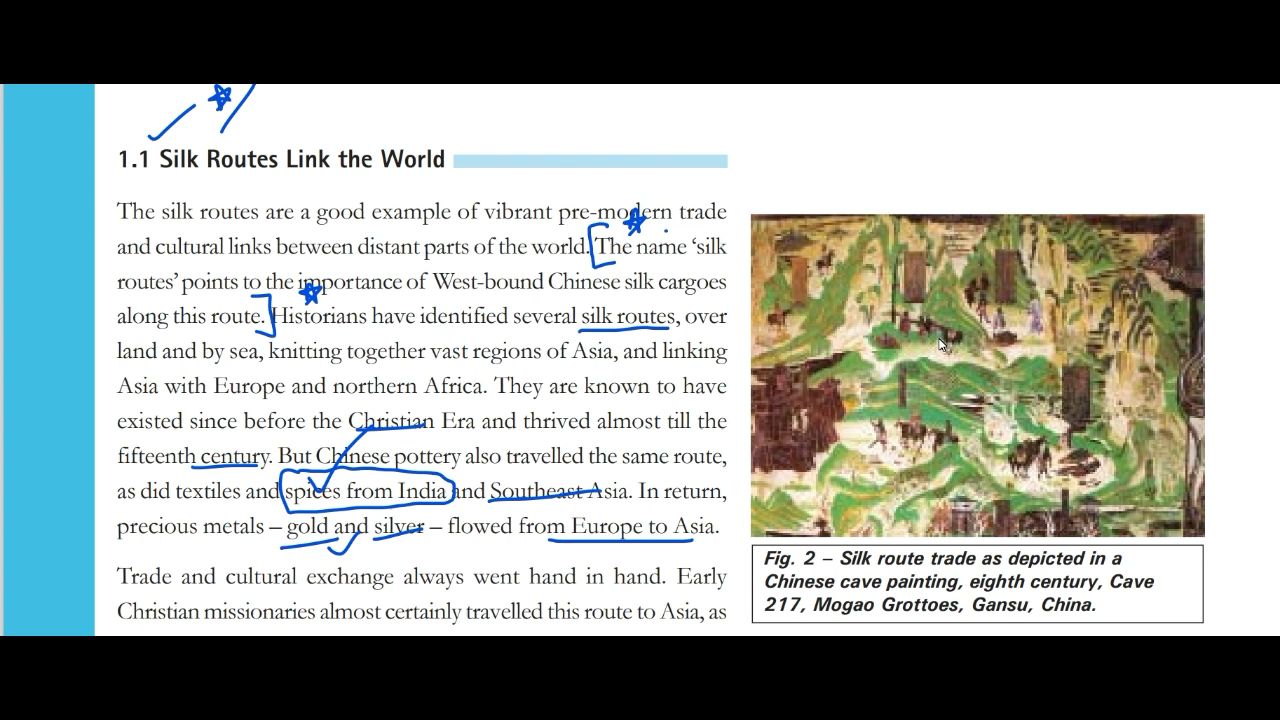 1.1 Silk Routes Link the World
The silk routes are a good example of vibrant pre-modern trade
and cultural links between distant parts of the world. The name ‘silk
routes’ points to the importance of West-bound Chinese silk cargoes
along this route. Historians have identified several silk routes, over
land and by sea, knitting together vast regions of Asia, and linking
Asia with Europe and northern Africa. They are known to have
existed since before the Christian Era and thrived almost till the
fifteenth century. But Chinese pottery also travelled the same route,
as did textiles and spices from India and Southeast Asia. In return,
precious metals – gold and silver – flowed from Europe to Asia.
Trade and cultural exchange always went hand in hand. Early
Christian missionaries almost certainly travelled this route to Asia, as
Fig. 2 – Silk route trade as depicted in a
Chinese cave painting, eighth century, Cave
217, Mogao Grottoes, Gansu, China.